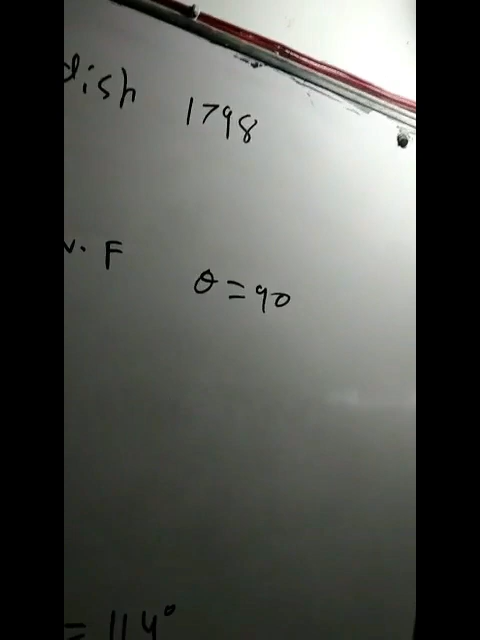 dish 1798
v. F θ = 90
= 114°